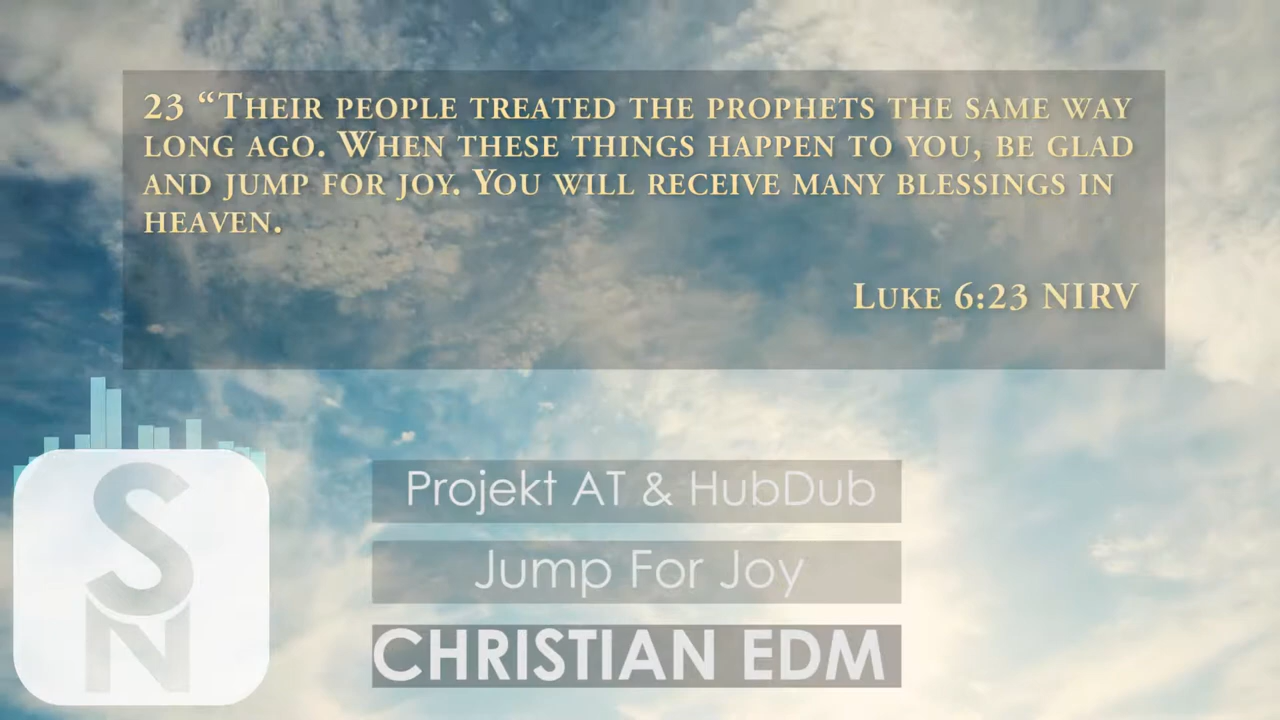 23 “Their people treated the prophets the same way
long ago. When these things happen to you, be glad
and jump for joy. You will receive many blessings in
heaven.
Luke 6:23 NIRV
Projekt AT & HubDub
Jump For Joy
CHRISTIAN EDM
SN